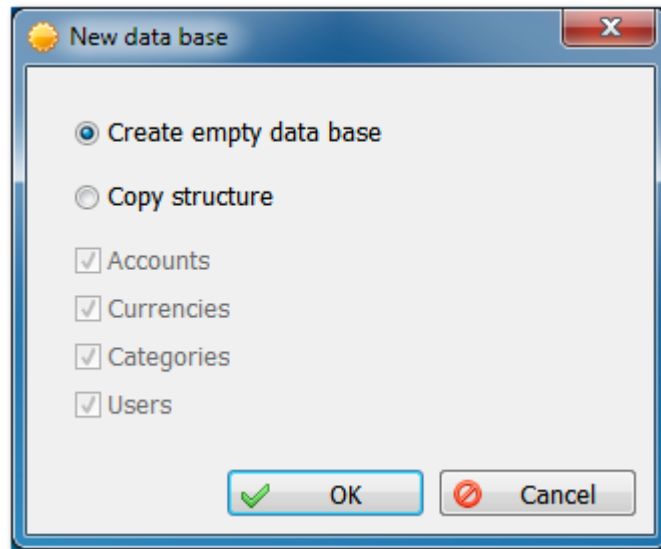 New data base
Create empty data base
Copy structure
Accounts
Currencies
Categories
Users
OK
Cancel